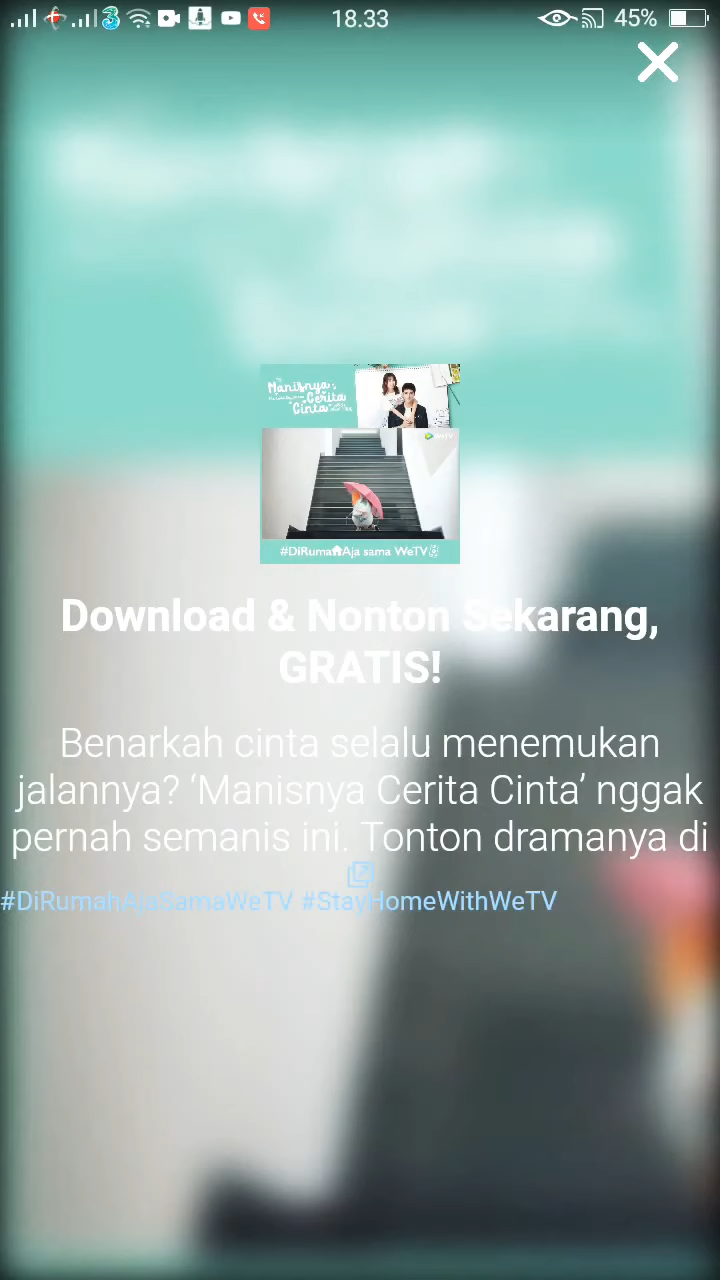 18.33
45%
Manisnya
Cerita
Cinta
WeTV
#DiRumahAja sama WeTV
Download & Nonton Sekarang,
GRATIS!
Benarkah cinta selalu menemukan
jalannya? ‘Manisnya Cerita Cinta’ nggak
pernah semanis ini. Tonton dramanya di
#DiRumahAjaSamaWeTV #StayHomeWithWeTV